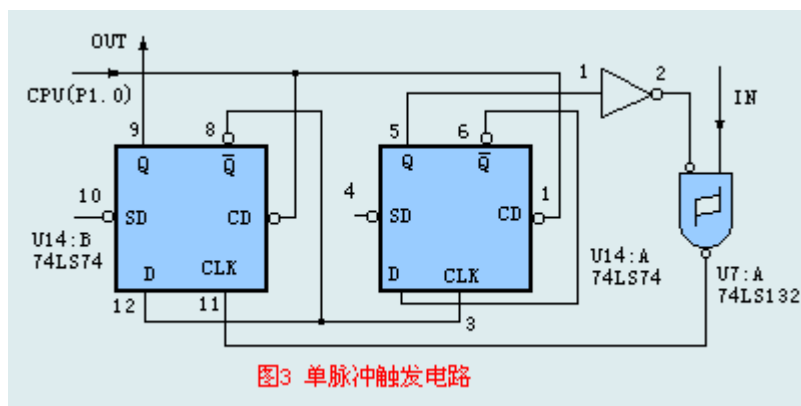 OUT
CPU(P1.0)
1
2
IN
9
8
5
6
Q
Q̅
Q
Q̅
10
SD
CD
4
SD
CD
1
U14:B
74LS74
D
CLK
D
CLK
U14:A
74LS74
U7:A
74LS132
12
11
3
图3 单脉冲触发电路